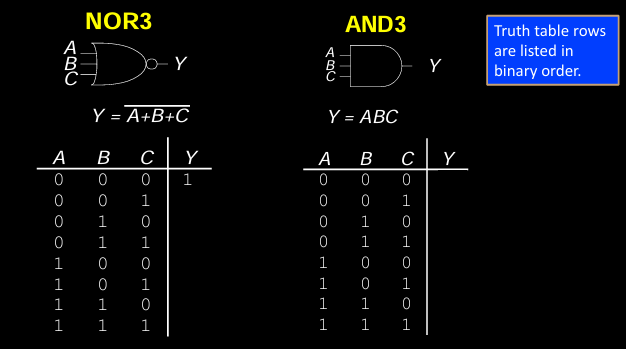 NOR3
A
B
C
Y
Y = A+B+C
A B C Y
0 0 0 1
0 0 1
0 1 0
0 1 1
1 0 0
1 0 1
1 1 0
1 1 1
AND3
A
B
C
Y
Y = ABC
A B C Y
0 0 0
0 0 1
0 1 0
0 1 1
1 0 0
1 0 1
1 1 0
1 1 1
Truth table rows
are listed in
binary order.